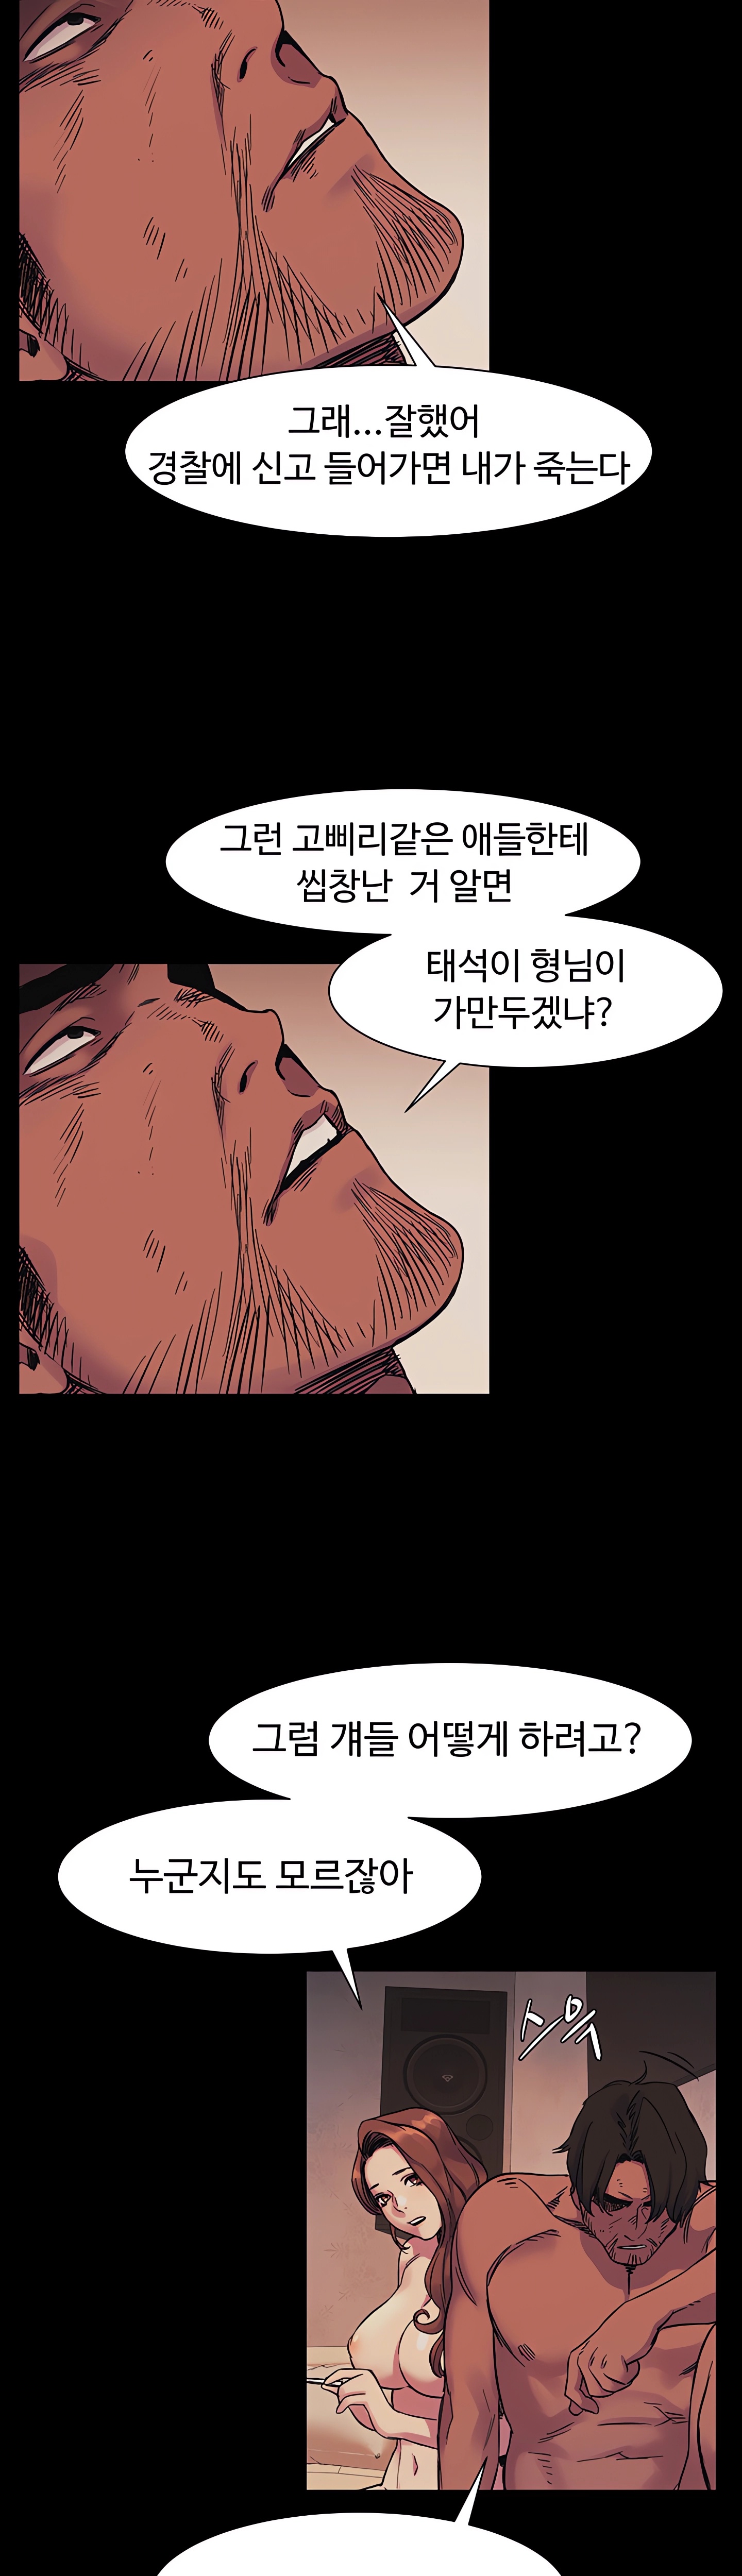 그래...잘했어
경찰에 신고 들어가면 내가 죽는다
그런 고삐리같은 애들한테
씹창난 거 알면
태석이 형님이
가만두겠냐?
그럼 걔들 어떻게 하려고?
누군지도 모르잖아
스윽